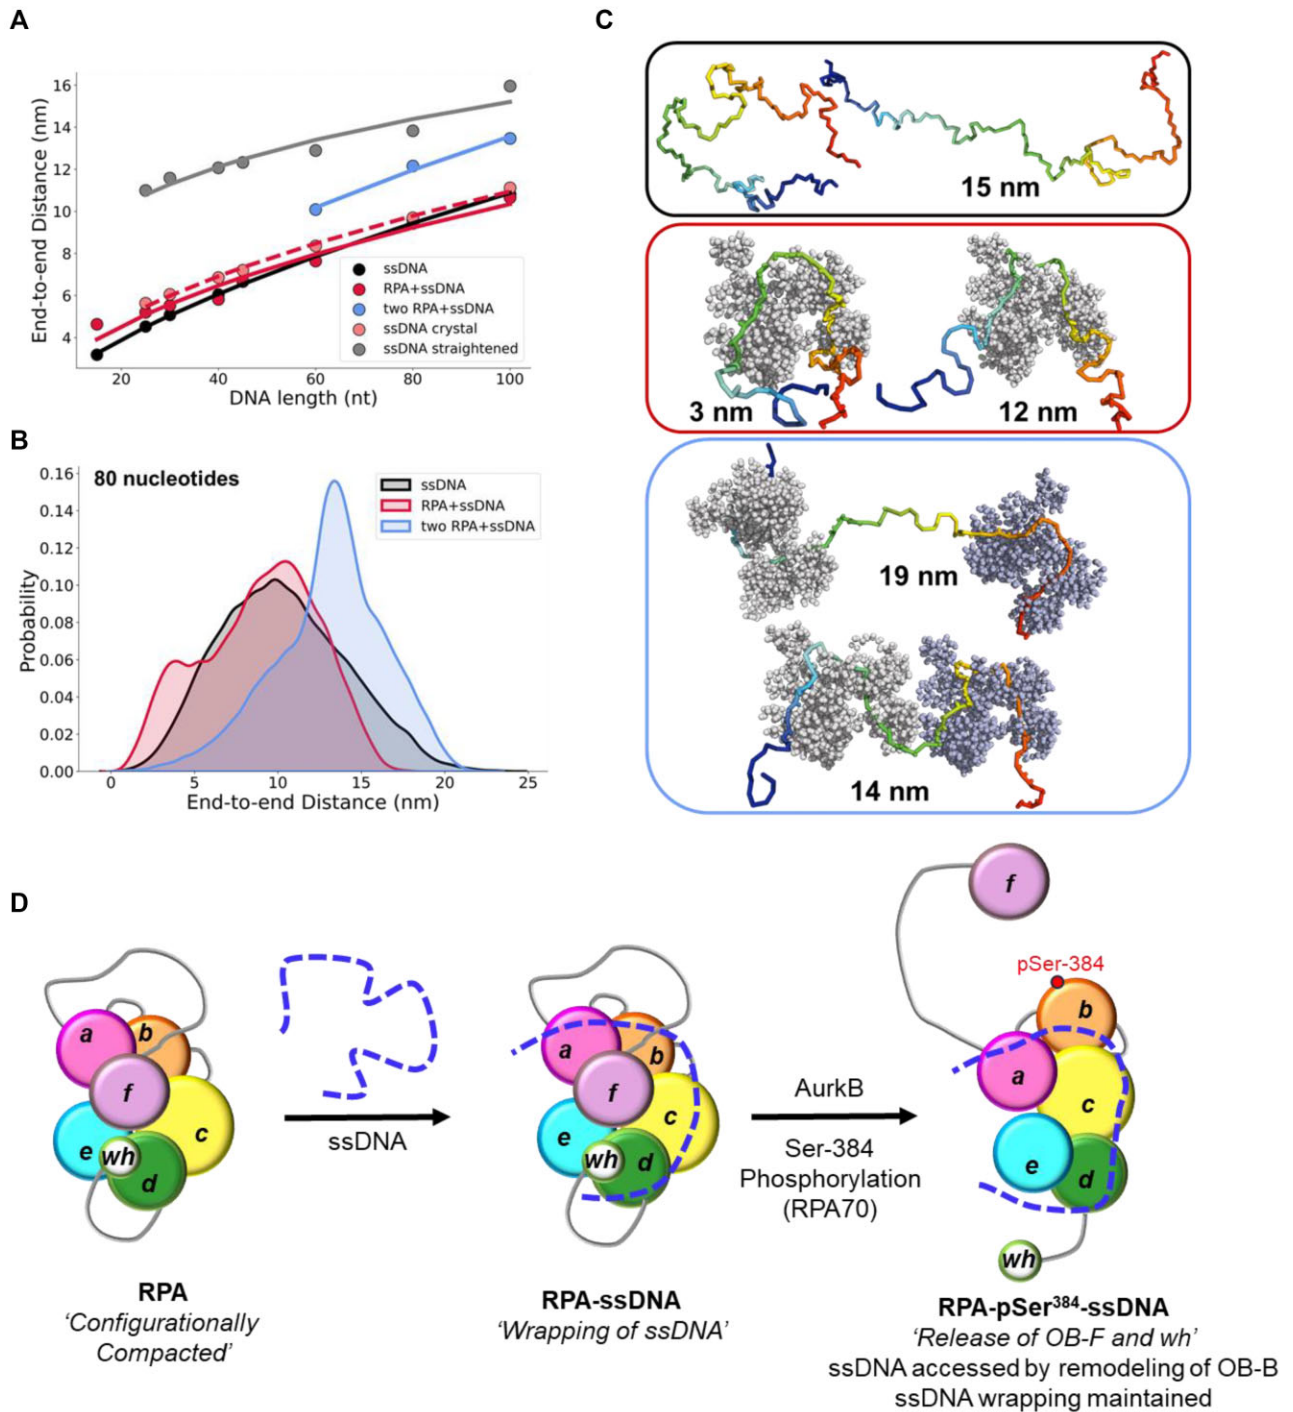 A
End-to-end Distance (nm)
16
14
12
10
8
6
4
20
40
60
80
100
DNA length (nt)
ssDNA
RPA+ssDNA
two RPA+ssDNA
ssDNA crystal
ssDNA straightened
B
80 nucleotides
Probability
0.16
0.14
0.12
0.10
0.08
0.06
0.04
0.02
0.00
0
5
10
15
20
25
End-to-end Distance (nm)
ssDNA
RPA+ssDNA
two RPA+ssDNA
C
15 nm
3 nm
12 nm
19 nm
14 nm
D
a
b
f
c
e
wh
d
RPA
‘Configurationally
Compacted’
ssDNA
a
b
f
c
e
wh
d
RPA-ssDNA
‘Wrapping of ssDNA’
AurkB
Ser-384
Phosphorylation
(RPA70)
f
pSer-384
b
a
c
e
d
wh
RPA-pSer³⁸⁴-ssDNA
‘Release of OB-F and wh’
ssDNA accessed by remodeling of OB-B
ssDNA wrapping maintained